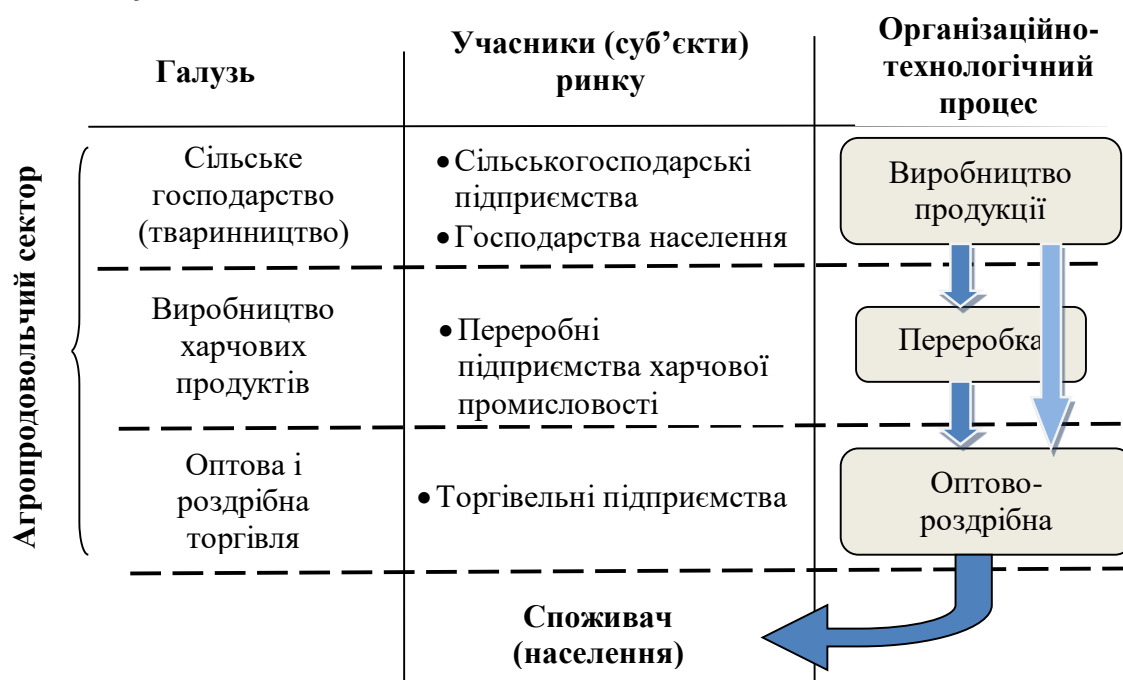 Галузь
Учасники (суб’єкти)
ринку
Організаційно-
технологічний
процес
Агропродовольчий сектор
Сільське
господарство
(тваринництво)
•Сільськогосподарські
підприємства
•Господарства населення
Виробництво
продукції
Виробництво
харчових
продуктів
•Переробні
підприємства харчової
промисловості
Переробка
Оптова і
роздрібна
торгівля
•Торгівельні підприємства
Оптово-
роздрібна
Споживач
(населення)